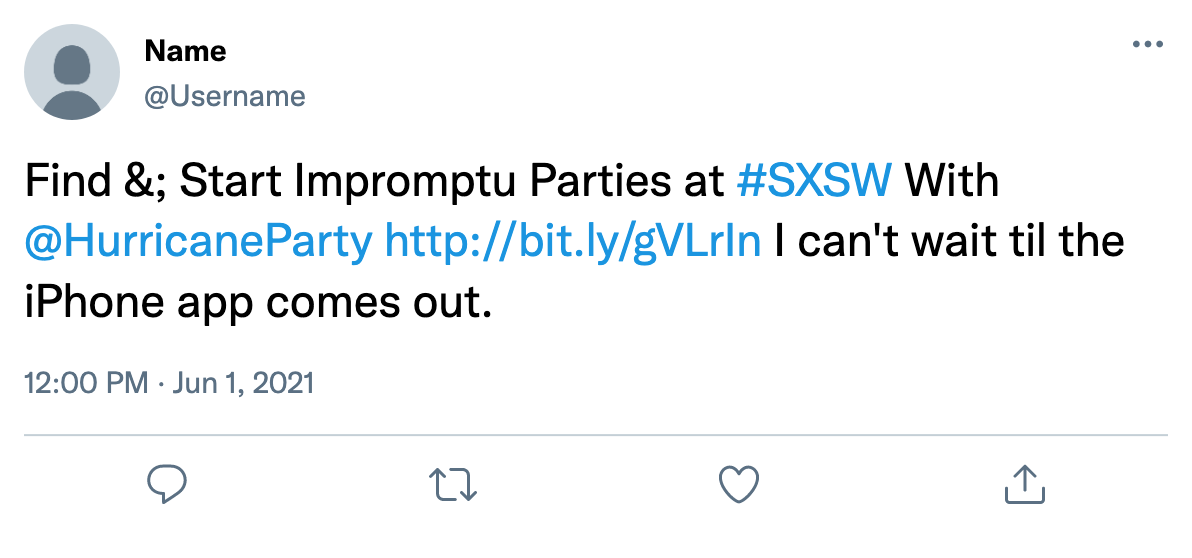 Name
@Username
Find &; Start Impromptu Parties at #SXSW With
@HurricaneParty http://bit.ly/gVLrIn I can't wait til the
iPhone app comes out.
12:00 PM · Jun 1, 2021